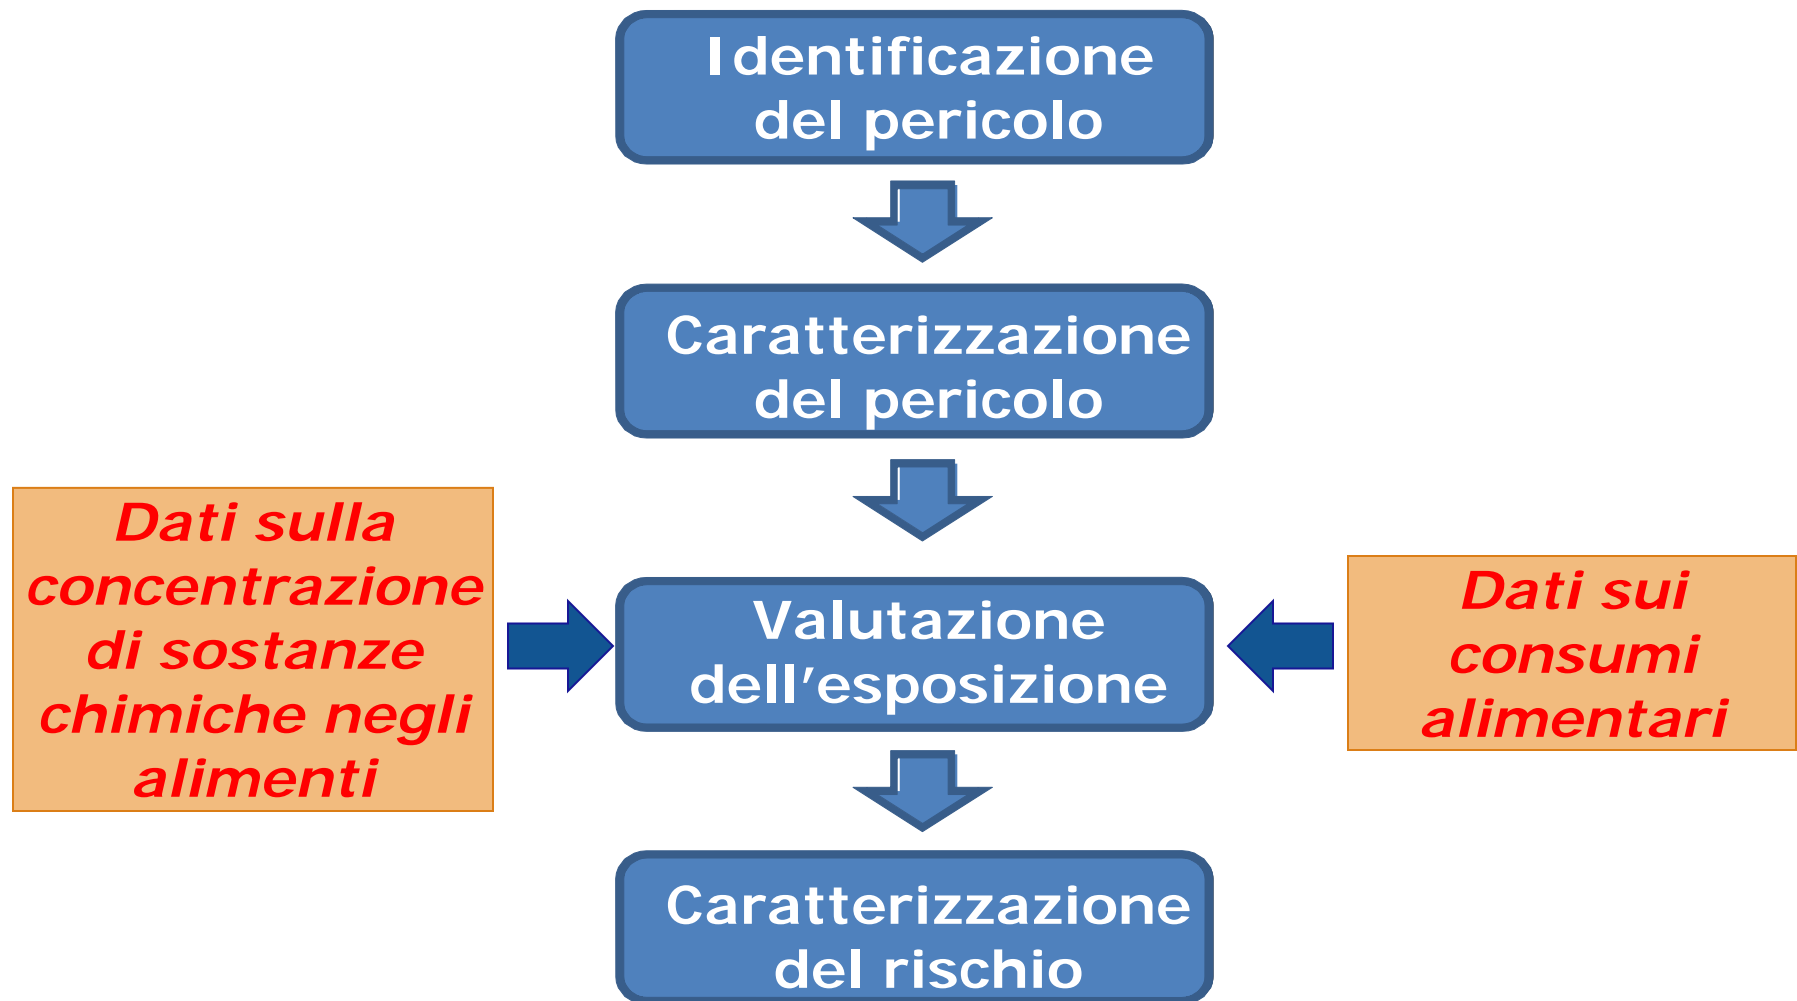 Identificazione
del pericolo
Caratterizzazione
del pericolo
Dati sulla
concentrazione
di sostanze
chimiche negli
alimenti
Valutazione
dell'esposizione
Dati sui
consumi
alimentari
Caratterizzazione
del rischio